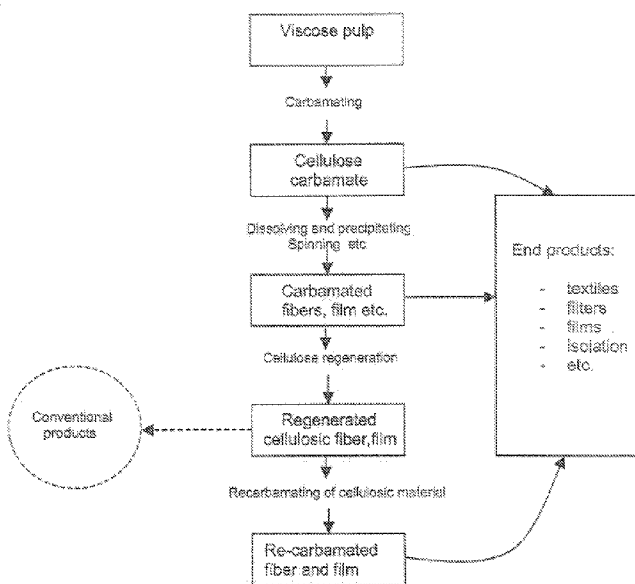 Viscose pulp
Carbamating
Cellulose
carbamate
Dissolving and precipitating
Spinning etc
Carbamated
fibers, film etc.
Cellulose regeneration
Regenerated
cellulosic fiber,film
Recarbamating of cellulosic material
Re-carbamated
fiber and film
Conventional
products
End products:
- textiles
- filters
- films
- isolation
- etc.